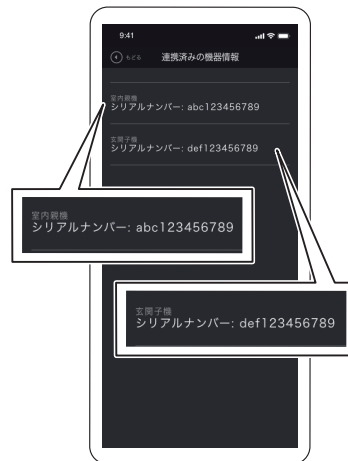 9:41
もどる 連携済みの機器情報
室内親機
シリアルナンバー: abc123456789
玄関子機
シリアルナンバー: def123456789
室内親機
シリアルナンバー: abc123456789
玄関子機
シリアルナンバー: def123456789